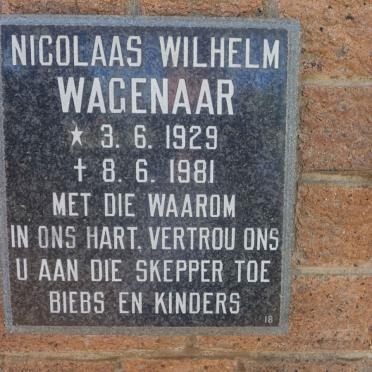 NICOLAAS WILHELM
WAGENAAR
★ 3. 6. 1929
✝ 8. 6. 1981
MET DIE WAAROM
IN ONS HART, VERTROU ONS
U AAN DIE SKEPPER TOE
BIEBS EN KINDERS
18